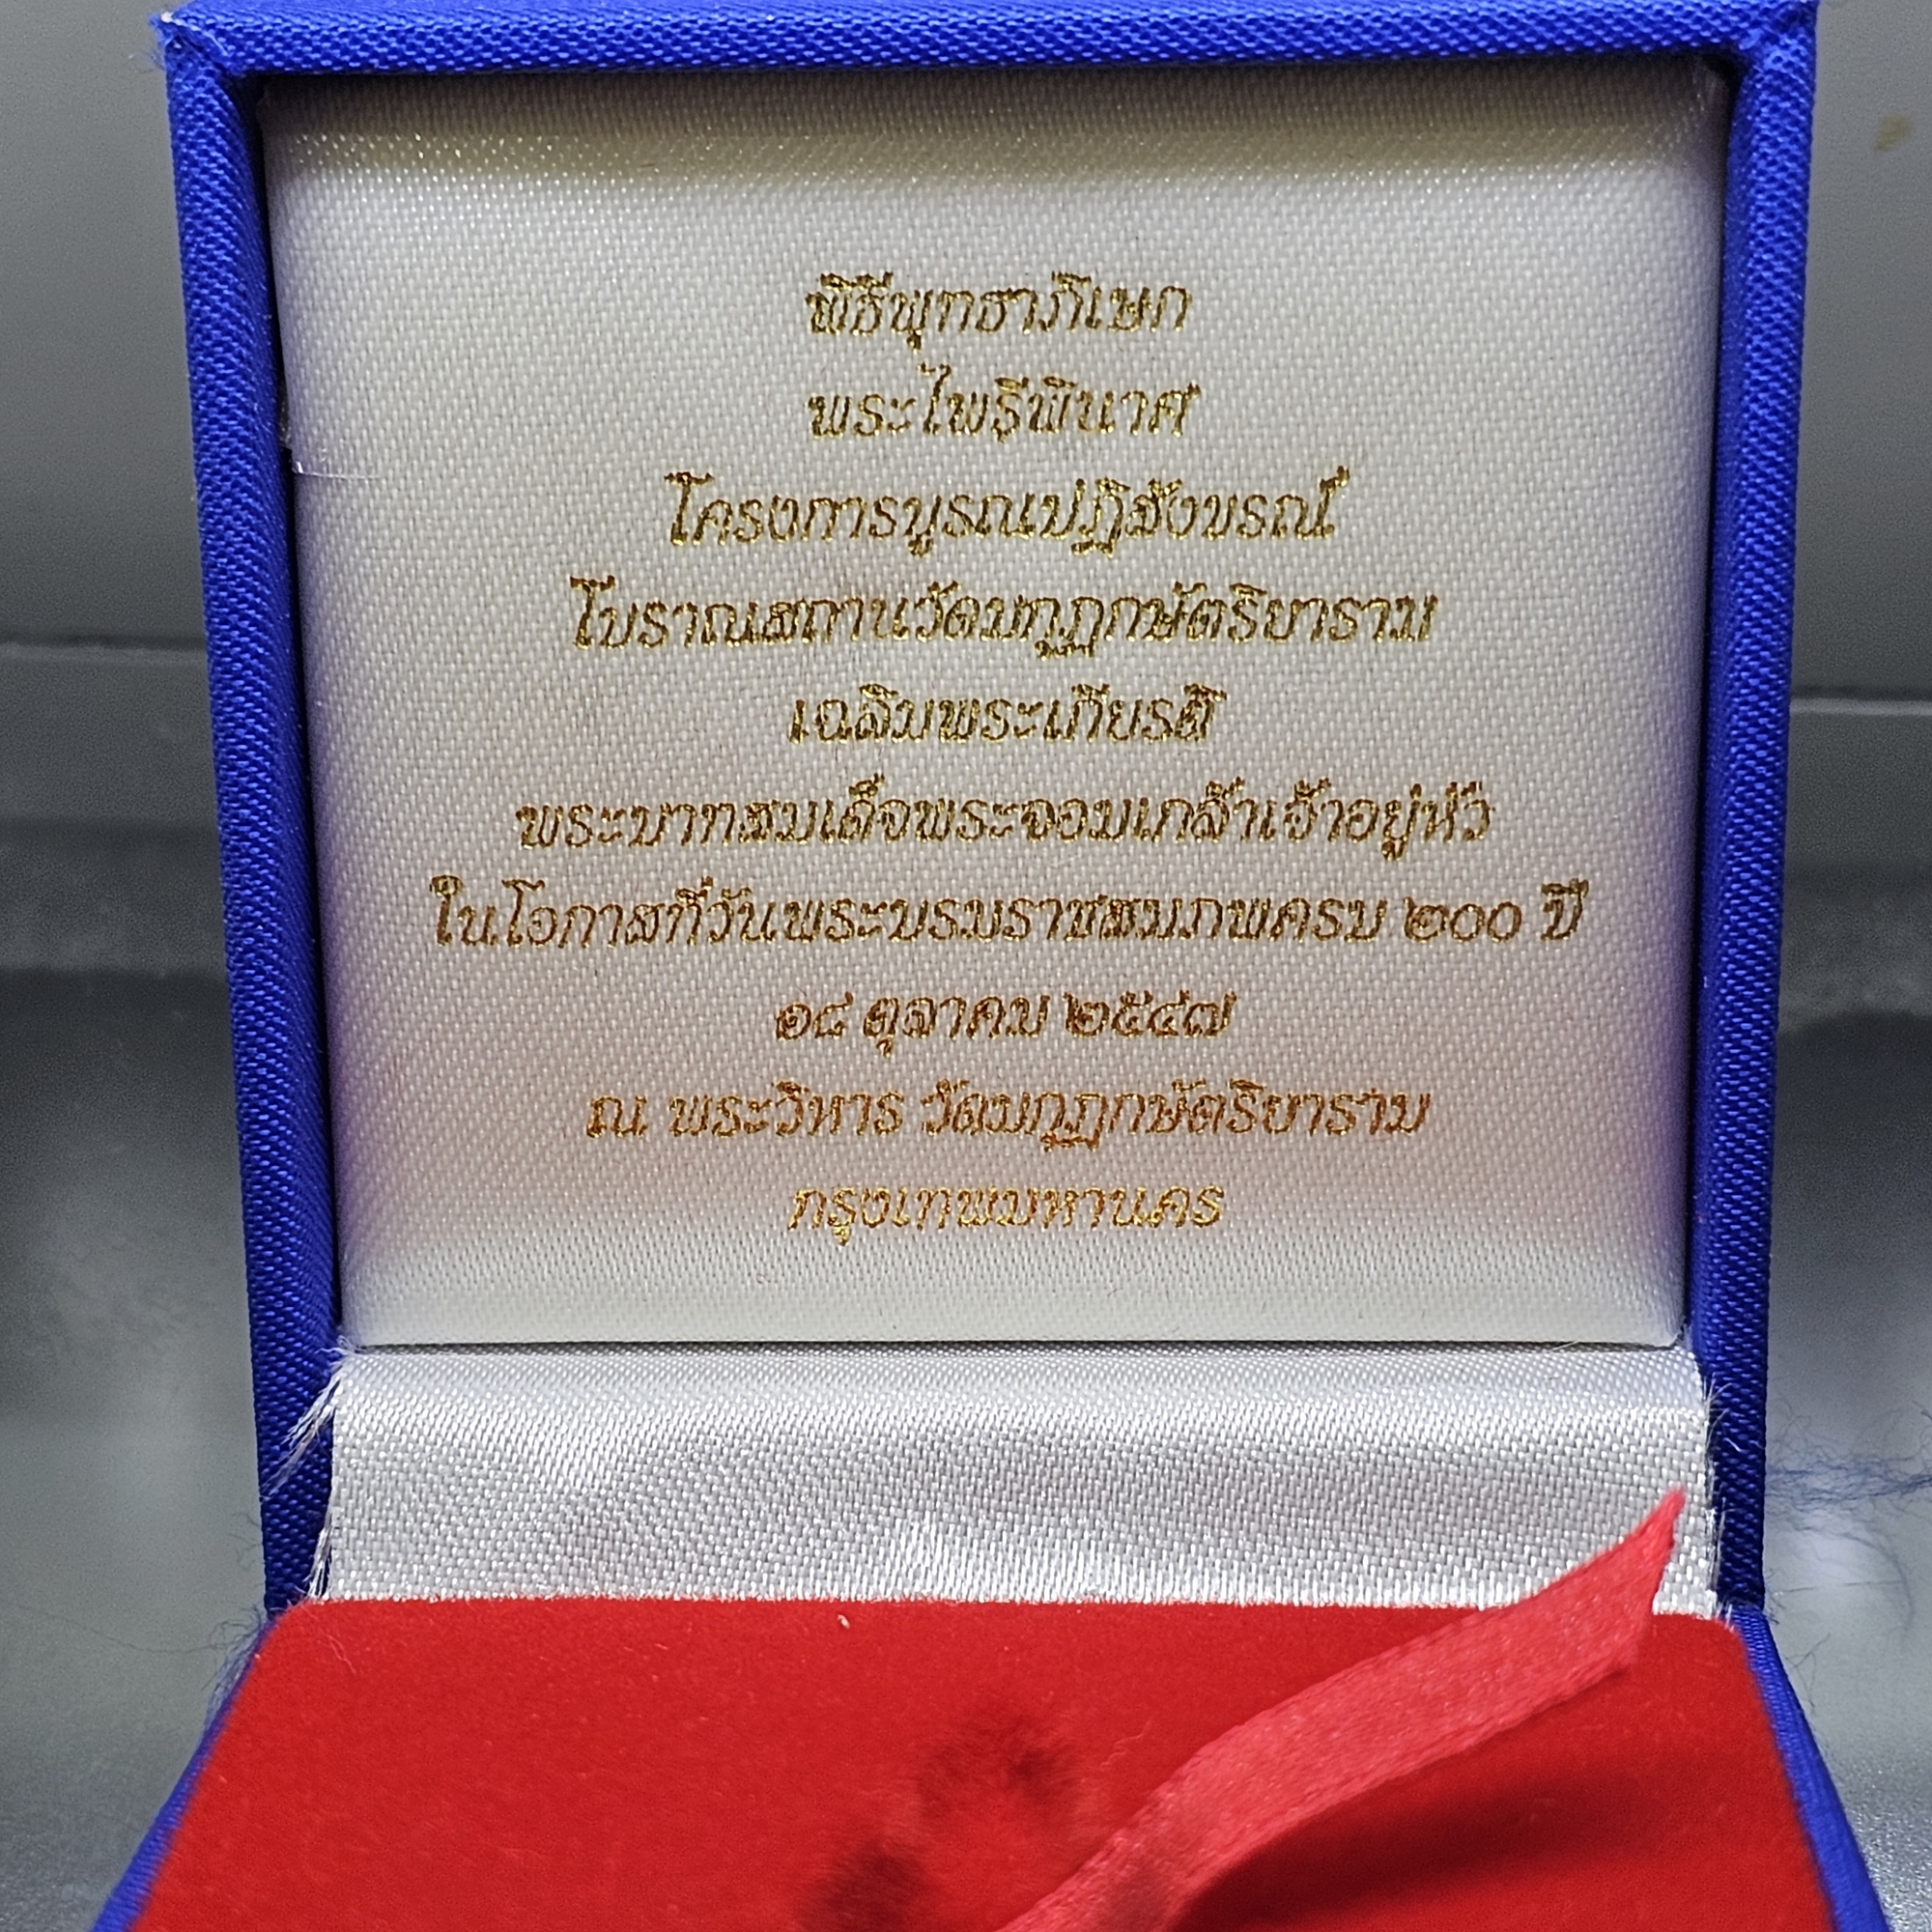 พิธีพุทธาภิเษก
พระไพรีพินาศ
โครงการบูรณปฏิสังขรณ์
โบราณสถานวัดมกุฏกษัตริยาราม
เฉลิมพระเกียรติ
พระบาทสมเด็จพระจอมเกล้าเจ้าอยู่หัว
ในโอกาสที่วันพระบรมราชสมภพครบ ๒๐๐ ปี
๑๘ ตุลาคม ๒๕๔๗
ณ พระวิหาร วัดมกุฏกษัตริยาราม
กรุงเทพมหานคร